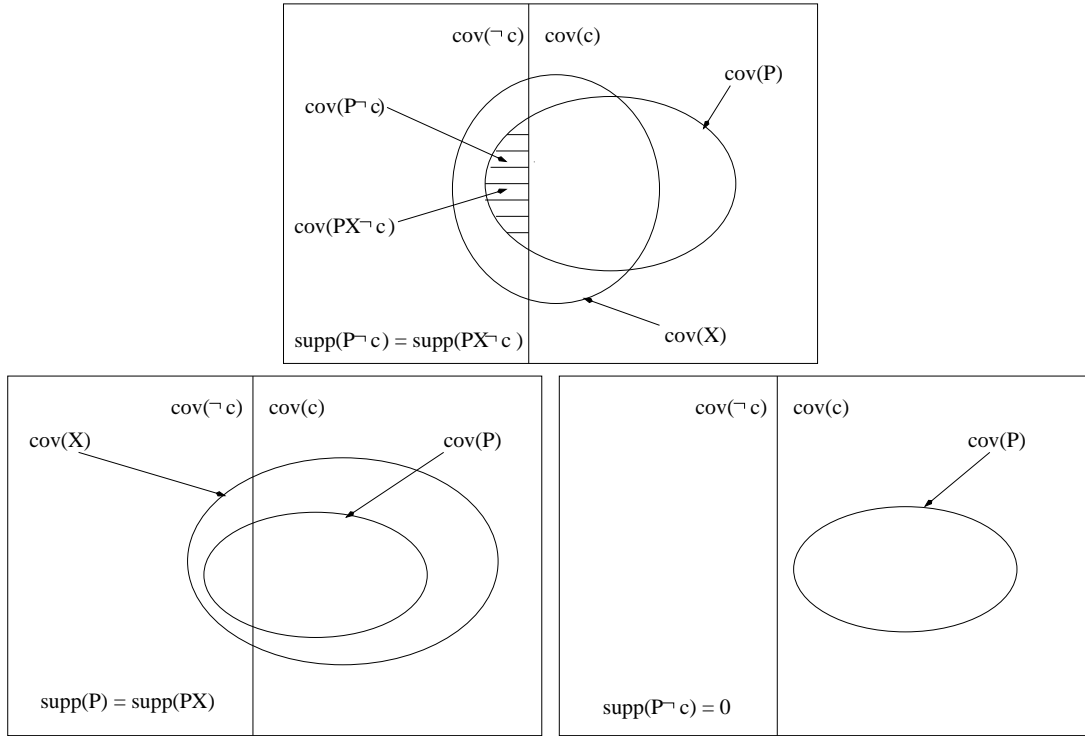 cov(¬ c) cov(c)
cov(P)
cov(P¬ c)
cov(PX¬ c)
cov(X)
supp(P¬ c) = supp(PX¬ c )
cov(¬ c) cov(c)
cov(X)
cov(P)
supp(P) = supp(PX)
cov(¬ c) cov(c)
cov(P)
supp(P¬ c) = 0